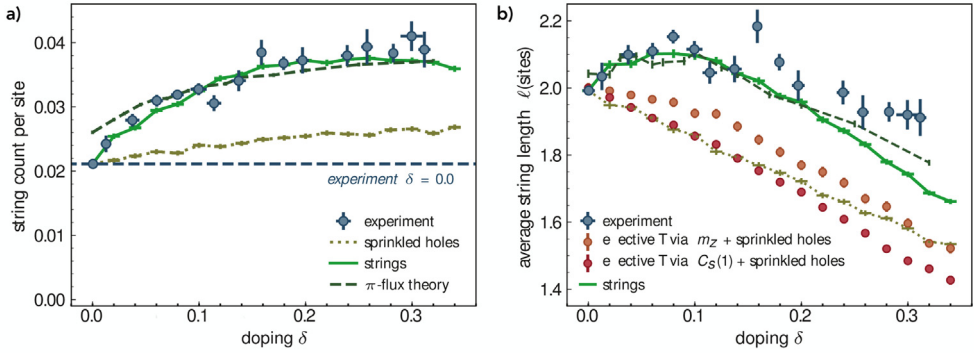 a)
string count per site
0.04
0.03
0.02
0.01
0.00
experiment δ = 0.0
experiment
sprinkled holes
strings
π-flux theory
0.0 0.1 0.2 0.3
doping δ
b)
average string length ℓ(sites)
2.2
2.0
1.8
1.6
1.4
experiment
e ective T via m_z + sprinkled holes
e ective T via C_s(1) + sprinkled holes
strings
0.0 0.1 0.2 0.3
doping δ